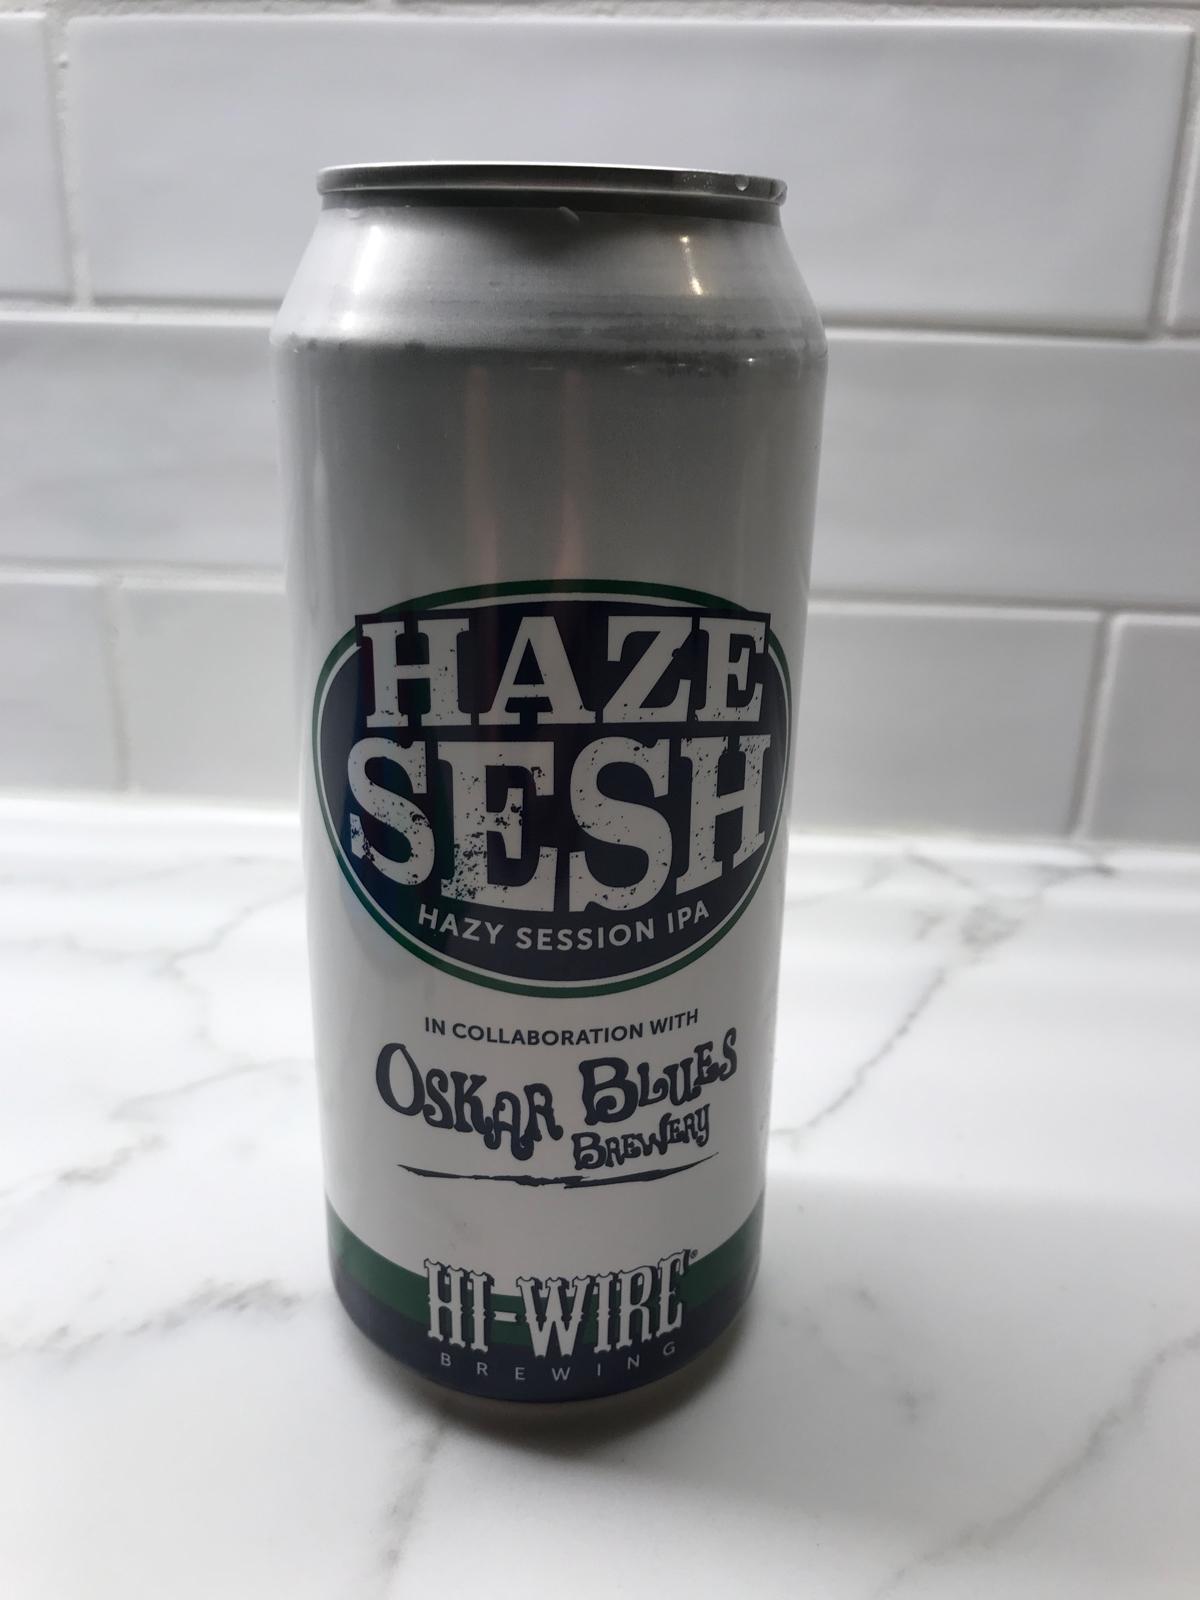 HAZE
SESH
HAZY SESSION IPA
IN COLLABORATION WITH
OSKAR BLUES
BREWERY
HI-WIRE®
BREWING